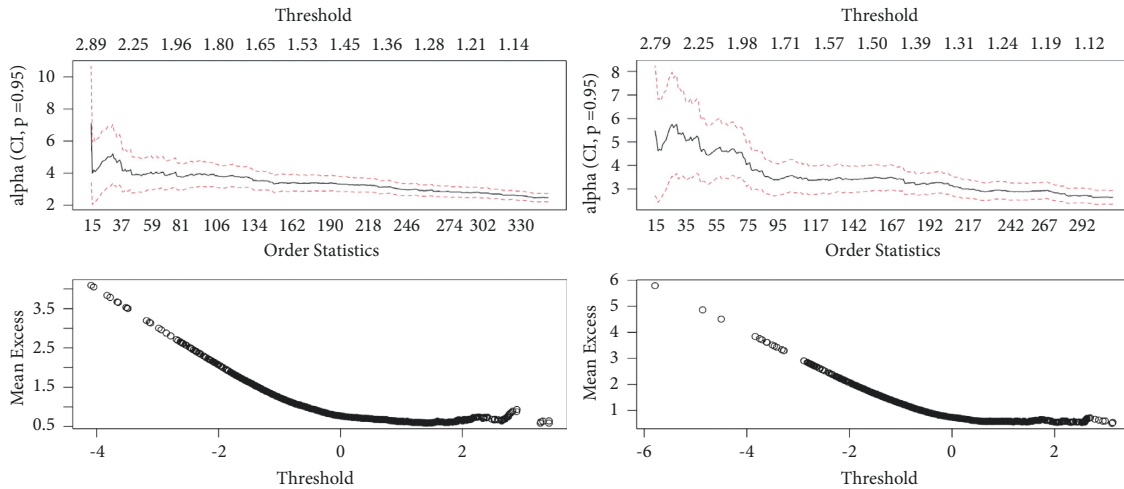 Threshold
2.89 2.25 1.96 1.80 1.65 1.53 1.45 1.36 1.28 1.21 1.14
alpha (CI, p =0.95)
10
8
6
4
2
15 37 59 81 106 134 162 190 218 246 274 302 330
Order Statistics
Threshold
2.79 2.25 1.98 1.71 1.57 1.50 1.39 1.31 1.24 1.19 1.12
alpha (CI, p =0.95)
8
7
6
5
4
3
15 35 55 75 95 117 142 167 192 217 242 267 292
Order Statistics
Mean Excess
3.5
2.5
1.5
0.5
-4 -2 0 2
Threshold
Mean Excess
6
5
4
3
2
1
-6 -4 -2 0 2
Threshold